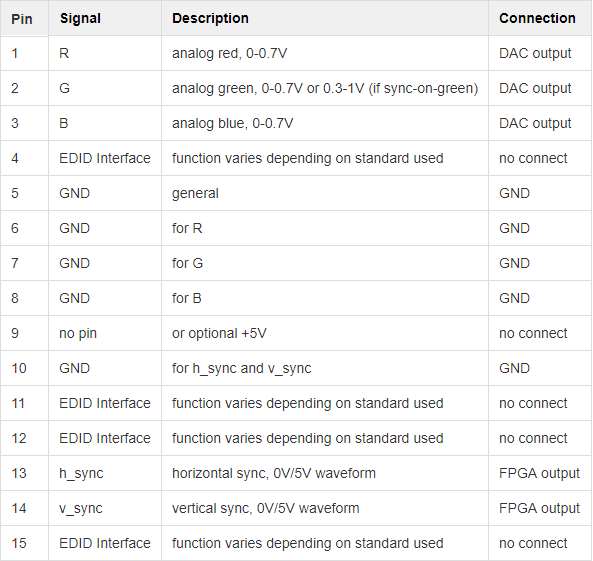 Pin Signal Description Connection
1 R analog red, 0-0.7V DAC output
2 G analog green, 0-0.7V or 0.3-1V (if sync-on-green) DAC output
3 B analog blue, 0-0.7V DAC output
4 EDID Interface function varies depending on standard used no connect
5 GND general GND
6 GND for R GND
7 GND for G GND
8 GND for B GND
9 no pin or optional +5V no connect
10 GND for h_sync and v_sync GND
11 EDID Interface function varies depending on standard used no connect
12 EDID Interface function varies depending on standard used no connect
13 h_sync horizontal sync, 0V/5V waveform FPGA output
14 v_sync vertical sync, 0V/5V waveform FPGA output
15 EDID Interface function varies depending on standard used no connect